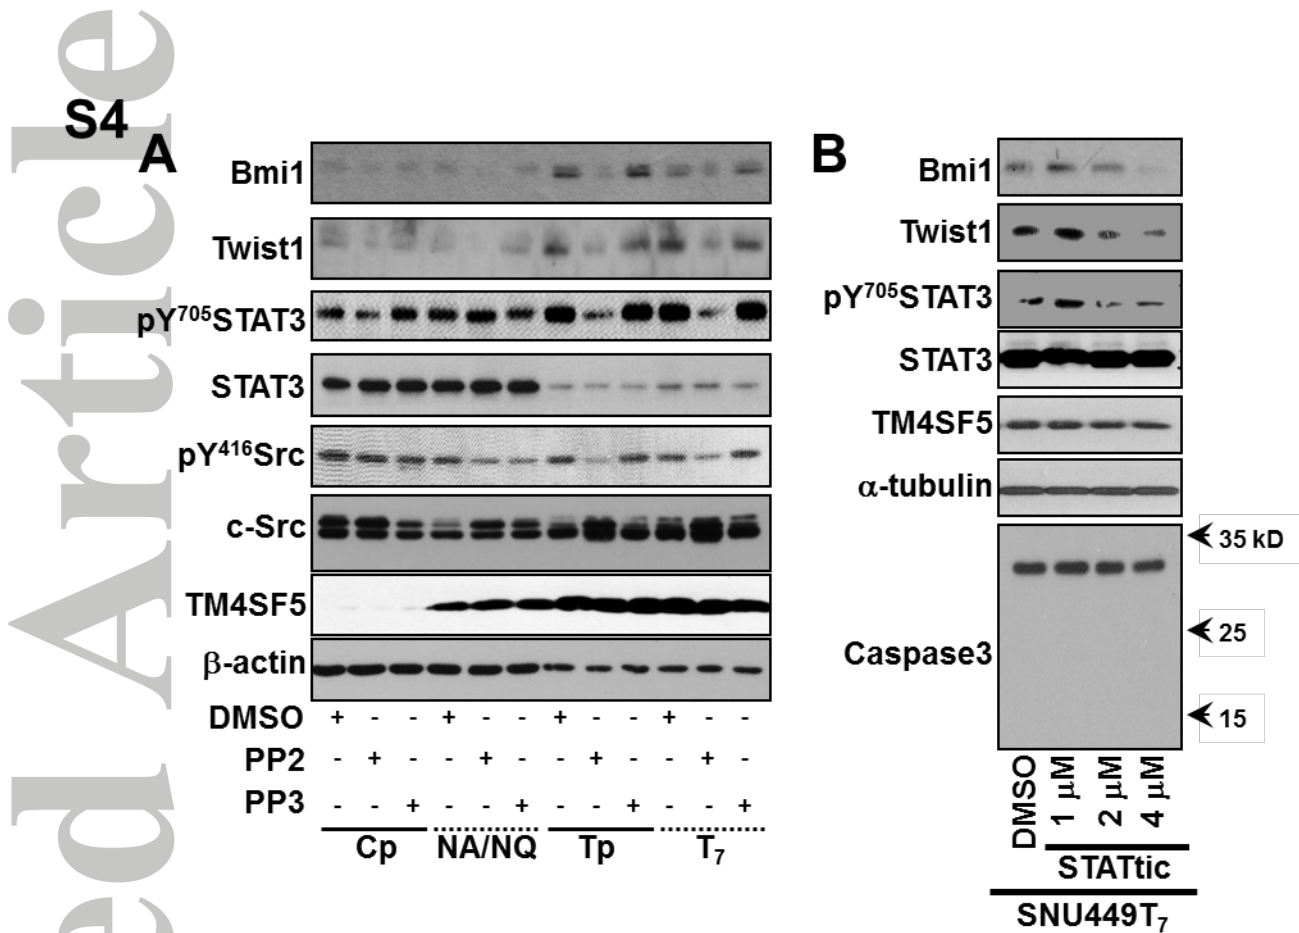 ed Article
S4
A
Bmi1
Twist1
pY⁷⁰⁵STAT3
STAT3
pY⁴¹⁶Src
c-Src
TM4SF5
β-actin
DMSO + - - + - - + - - + - -
PP2 - + - - + - - + - - + -
PP3 - - + - - + - - + - - +
Cp NA/NQ Tp T₇
B
Bmi1
Twist1
pY⁷⁰⁵STAT3
STAT3
TM4SF5
α-tubulin
35 kD
25
Caspase3
15
DMSO
1 μM
2 μM
4 μM
STATtic
SNU449T₇